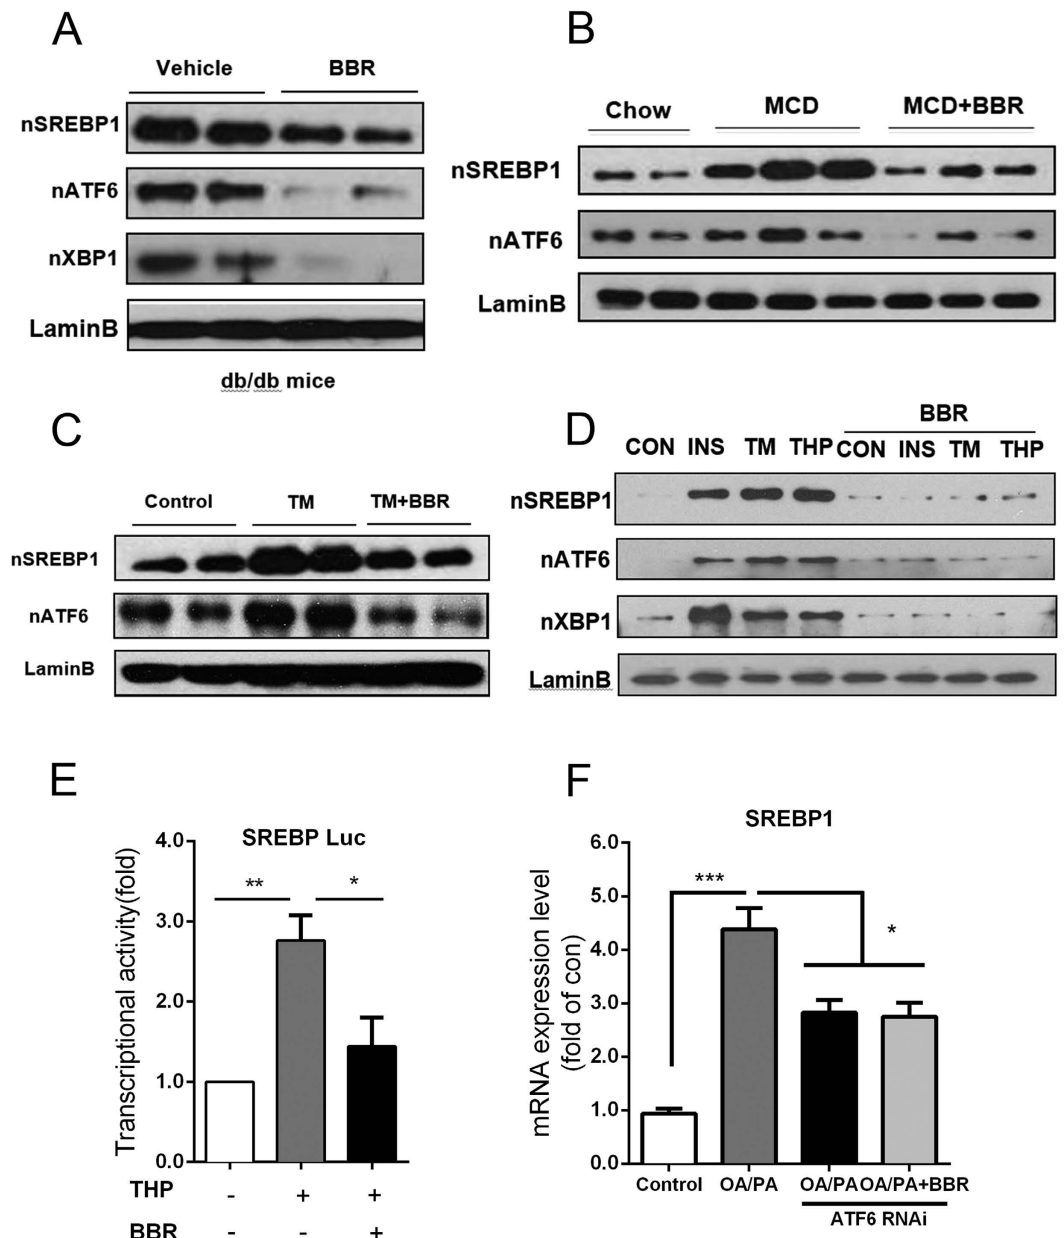 A
Vehicle BBR
nSREBP1
nATF6
nXBP1
LaminB
db/db mice
B
Chow MCD MCD+BBR
nSREBP1
nATF6
LaminB
C
Control TM TM+BBR
nSREBP1
nATF6
LaminB
D
BBR
CON INS TM THP CON INS TM THP
nSREBP1
nATF6
nXBP1
LaminB
E
SREBP Luc
Transcriptional activity(fold)
4.0
3.0
2.0
1.0
0.0
** *
THP - + +
BBR - - +
F
SREBP1
mRNA expression level
(fold of con)
6.0
5.0
4.0
3.0
2.0
1.0
0.0
***
*
Control OA/PA OA/PA OA/PA+BBR
ATF6 RNAi